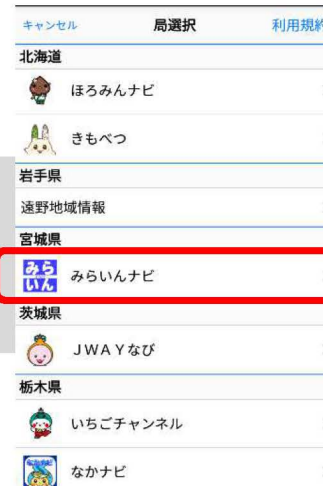 キャンセル 局選択 利用規約
北海道
ほろみんナビ
きもべつ
岩手県
遠野地域情報
宮城県
みら
いん みらいんナビ
茨城県
ＪＷＡＹなび
栃木県
いちごチャンネル
なかナビ